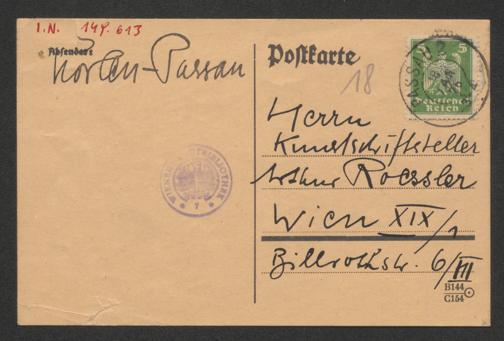 I.N. 149.613
Absender:
Postkarte
PASSAU 2
5
Deutsches
Reich
18
Herrn
Kunstschriftsteller
Arthur Roessler
Wien XIX/1
Billrothstr. 6/III
B144
C154